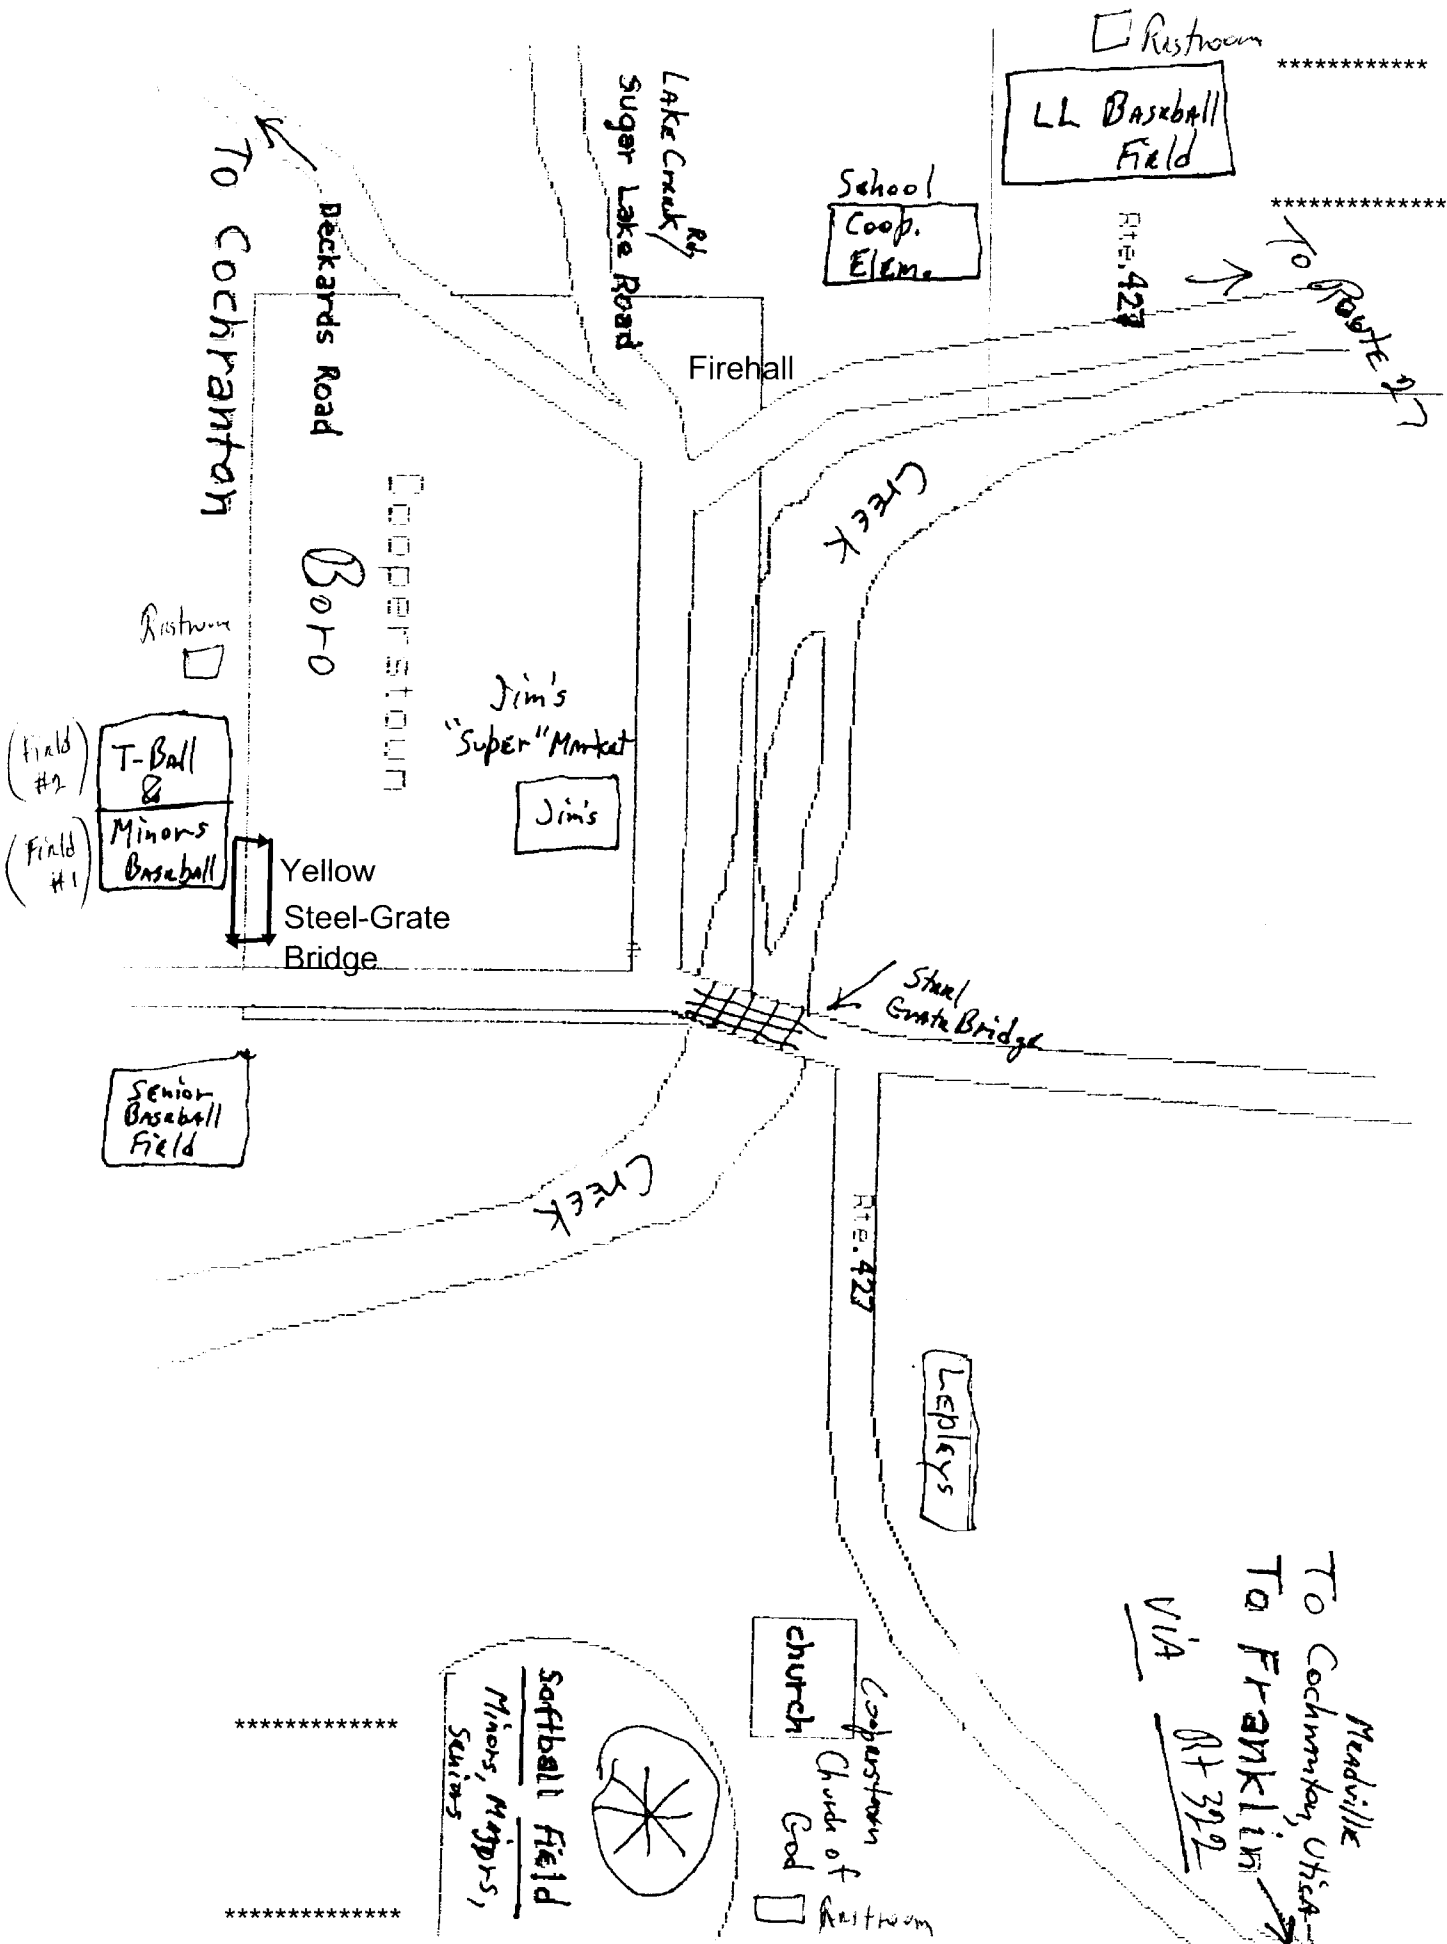 Restroom
************
LL Baseball
Field
**************
School
Coop.
Elem.
Rte. 427
To Route 27
Lake Creek Rd.
Sugar Lake Road
Deckards Road
To Cochranton
Firehall
Creek
Cooperstown
Boro
Restroom
Jim's
"Super" Market
Jim's
(Field
#2)
T-Ball
&
(Field
#1)
Minors
Baseball
Yellow
Steel-Grate
Bridge
Steel
Grate Bridge
Senior
Baseball
Field
Creek
Rte. 427
Lepleys
Meadville
To Cochranton, Utica
To Franklin
VIA Rt 322
church
Cooperstown
Church of
God
Restroom
Softball Field
Minors, Majors,
Seniors
*************
**************